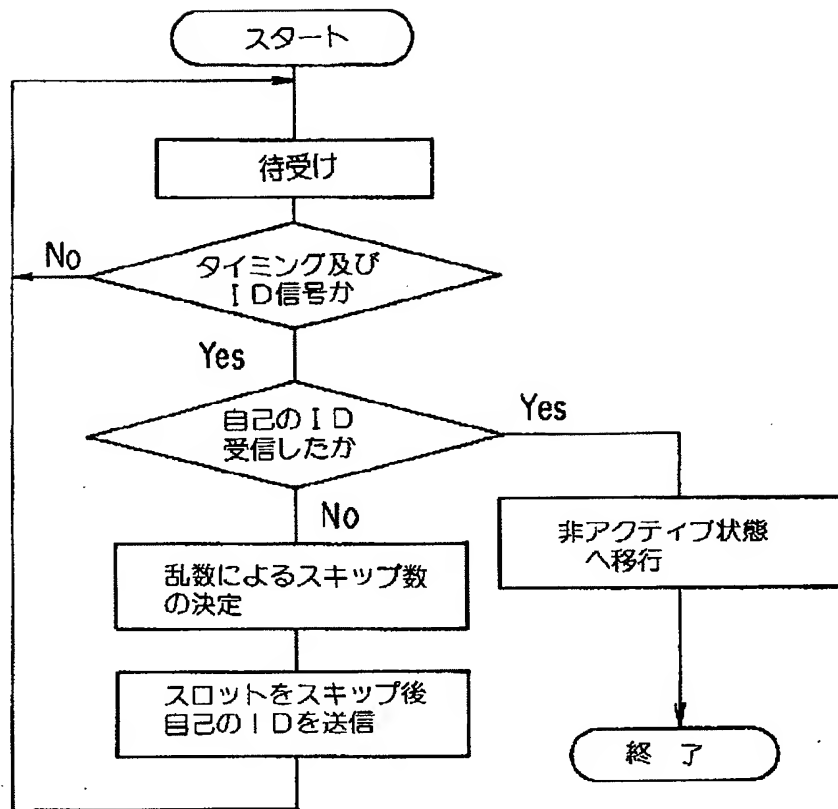 スタート
待受け
No
タイミング及び
ID信号か
Yes
自己のID
受信したか
Yes
No
非アクティブ状態
へ移行
乱数によるスキップ数
の決定
スロットをスキップ後
自己のIDを送信
終 了